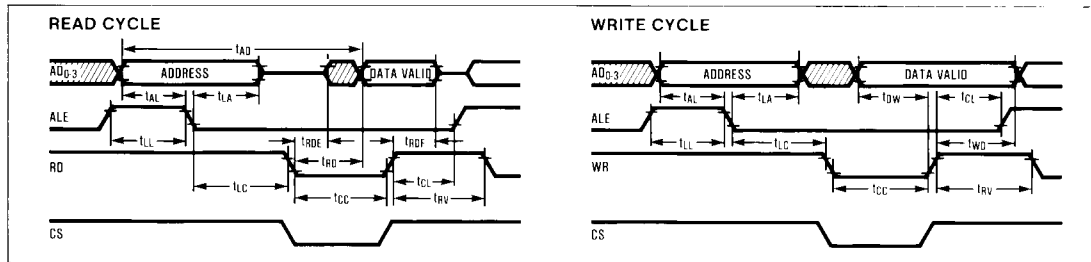 READ CYCLE
tAD
AD0-3 ADDRESS DATA VALID
tAL tLA
ALE
tLL tRDE tRDF
tRD
RD
tLC tCC tCL tRV
CS
WRITE CYCLE
AD0-3 ADDRESS DATA VALID
tAL tLA tDW tCL
ALE
tLL tLC tWD
WR
tCC tRV
CS